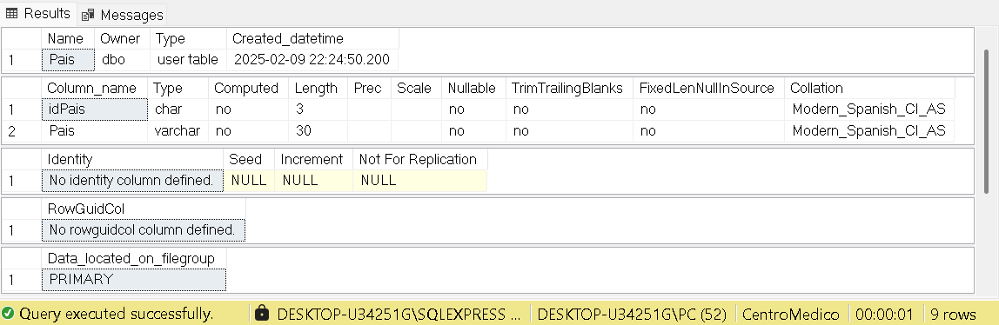 Results Messages
Name Owner Type Created_datetime
1 Pais dbo user table 2025-02-09 22:24:50.200
Column_name Type Computed Length Prec Scale Nullable TrimTrailingBlanks FixedLenNullInSource Collation
1 idPais char no 3 no no no Modern_Spanish_CI_AS
2 Pais varchar no 30 no no no Modern_Spanish_CI_AS
Identity Seed Increment Not For Replication
1 No identity column defined. NULL NULL NULL
RowGuidCol
1 No rowguidcol column defined.
Data_located_on_filegroup
1 PRIMARY
Query executed successfully. DESKTOP-U34251G\SQLEXPRESS ... DESKTOP-U34251G\PC (52) CentroMedico 00:00:01 9 rows